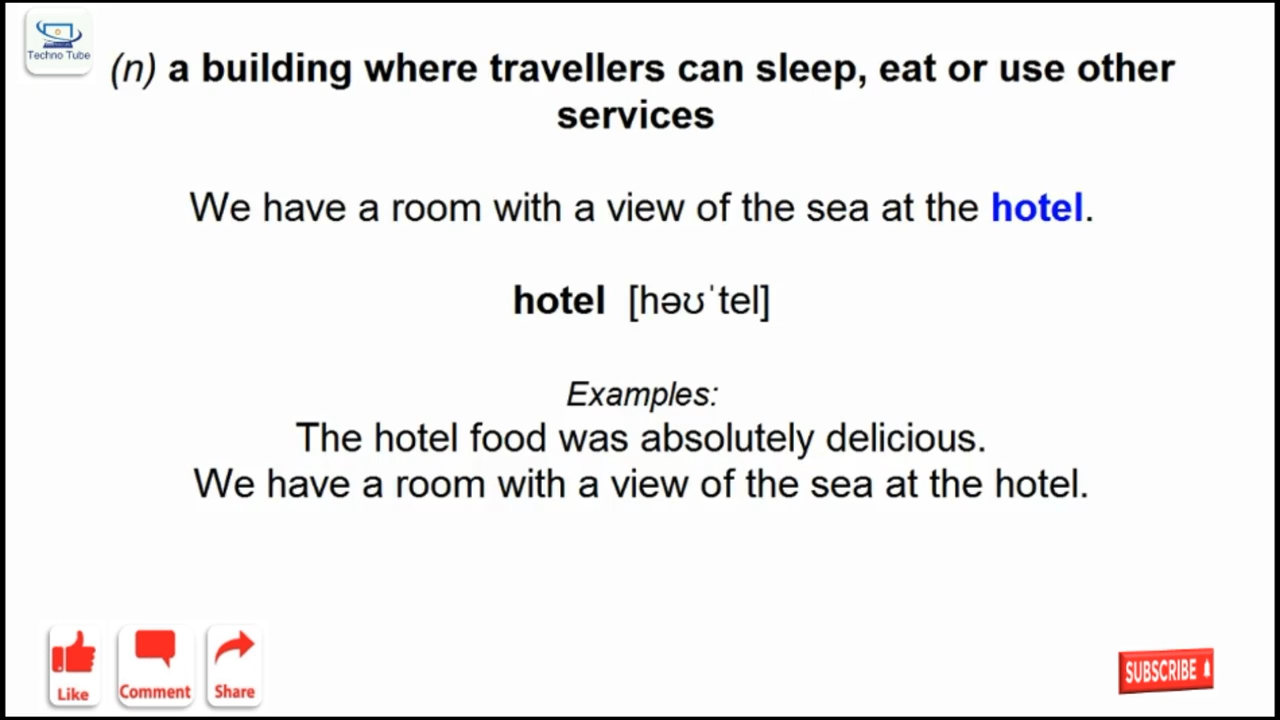 Techno Tube
(n) a building where travellers can sleep, eat or use other
services
We have a room with a view of the sea at the hotel.
hotel [həʊˈtel]
Examples:
The hotel food was absolutely delicious.
We have a room with a view of the sea at the hotel.
Like
Comment
Share
SUBSCRIBE